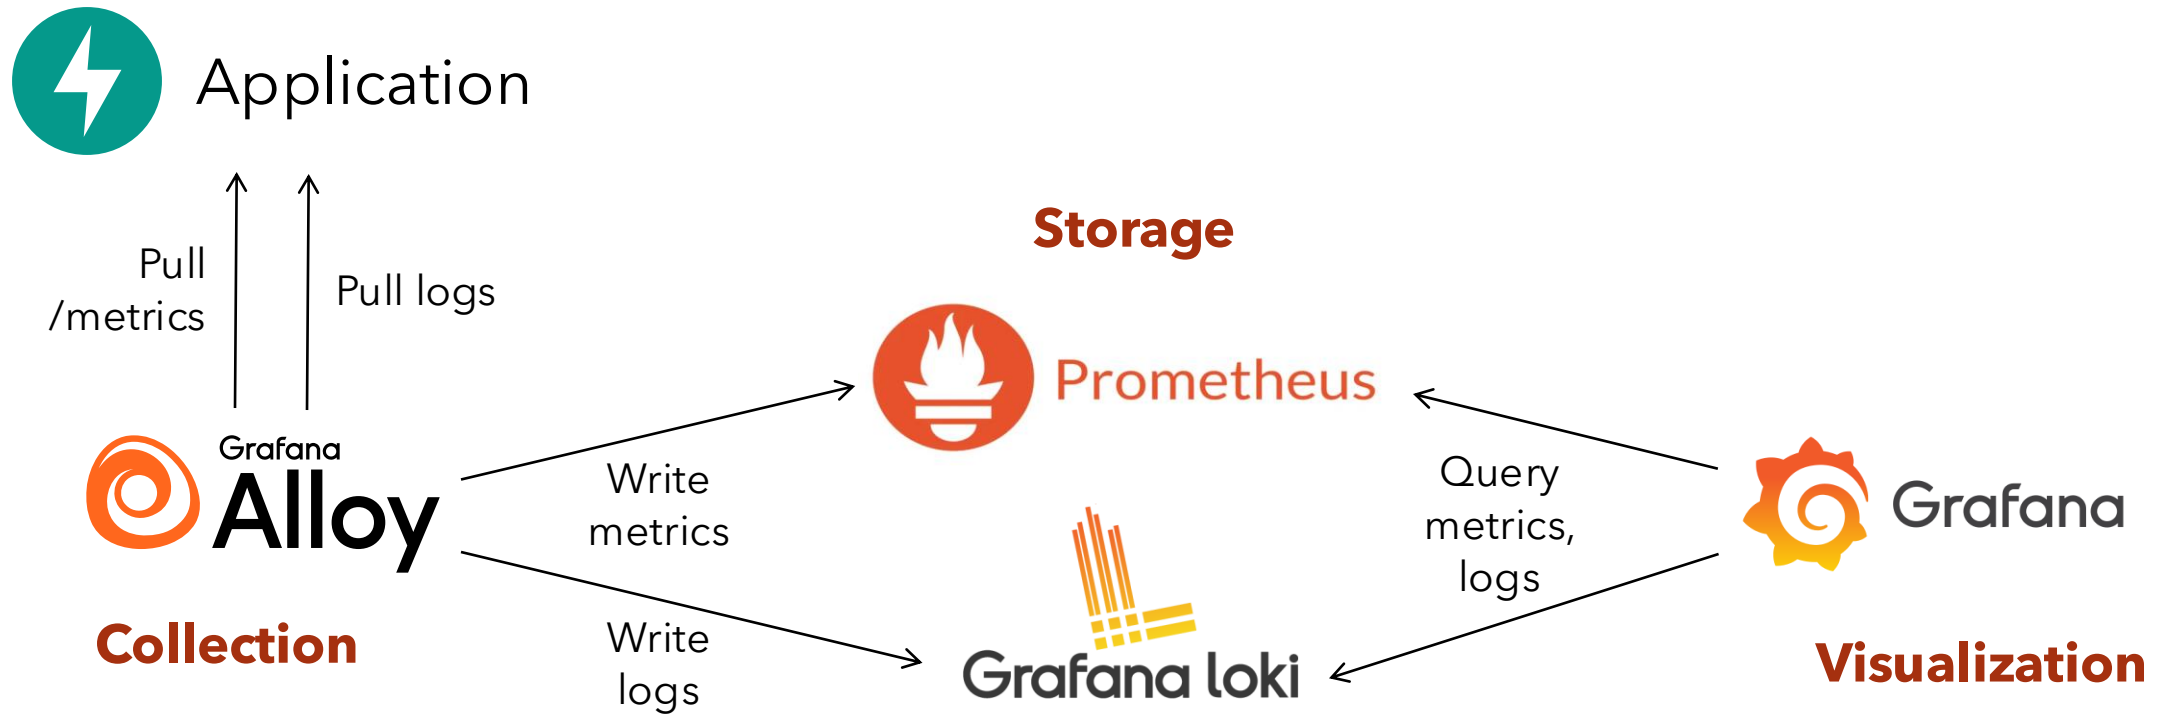 Application
Pull
/metrics
Pull logs
Storage
Prometheus
Grafana
Alloy
Write
metrics
Query
metrics,
logs
Grafana
Collection
Write
logs
Grafana loki
Visualization